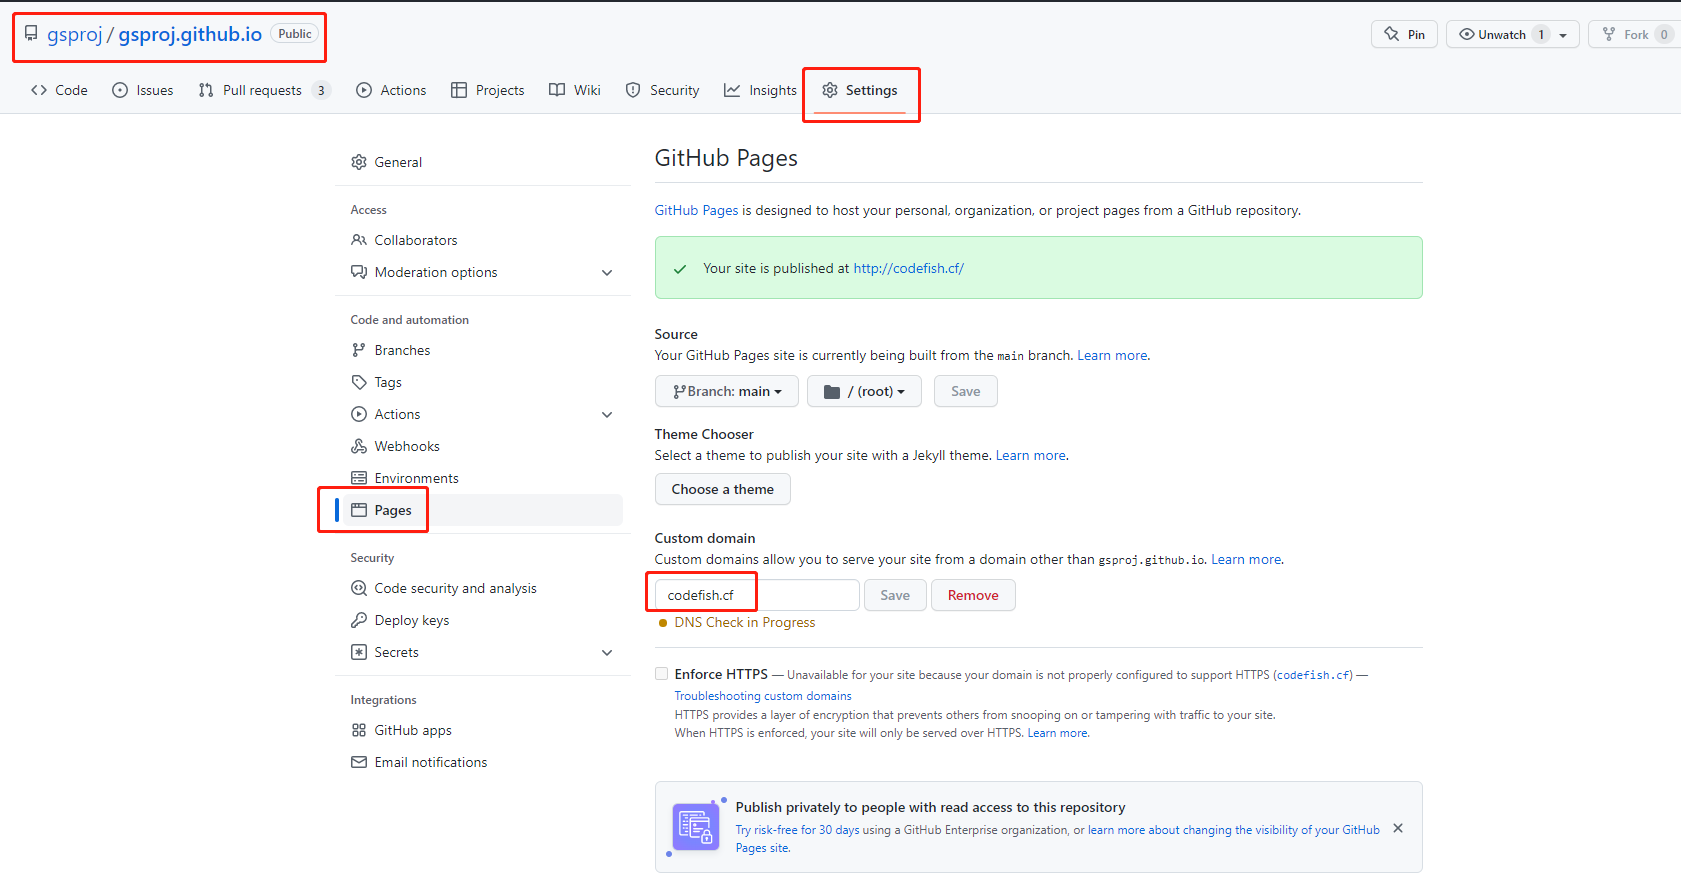 gsproj / gsproj.github.io Public
Pin
Unwatch 1
Fork 0
Code
Issues
Pull requests 3
Actions
Projects
Wiki
Security
Insights
Settings
General
Access
Collaborators
Moderation options
Code and automation
Branches
Tags
Actions
Webhooks
Environments
Pages
Security
Code security and analysis
Deploy keys
Secrets
Integrations
GitHub apps
Email notifications
GitHub Pages
GitHub Pages is designed to host your personal, organization, or project pages from a GitHub repository.
Your site is published at http://codefish.cf/
Source
Your GitHub Pages site is currently being built from the main branch. Learn more.
Branch: main
/ (root)
Save
Theme Chooser
Select a theme to publish your site with a Jekyll theme. Learn more.
Choose a theme
Custom domain
Custom domains allow you to serve your site from a domain other than gsproj.github.io. Learn more.
codefish.cf
Save
Remove
DNS Check in Progress
Enforce HTTPS — Unavailable for your site because your domain is not properly configured to support HTTPS (codefish.cf) —
Troubleshooting custom domains
HTTPS provides a layer of encryption that prevents others from snooping on or tampering with traffic to your site.
When HTTPS is enforced, your site will only be served over HTTPS. Learn more.
Publish privately to people with read access to this repository
Try risk-free for 30 days using a GitHub Enterprise organization, or learn more about changing the visibility of your GitHub
Pages site.